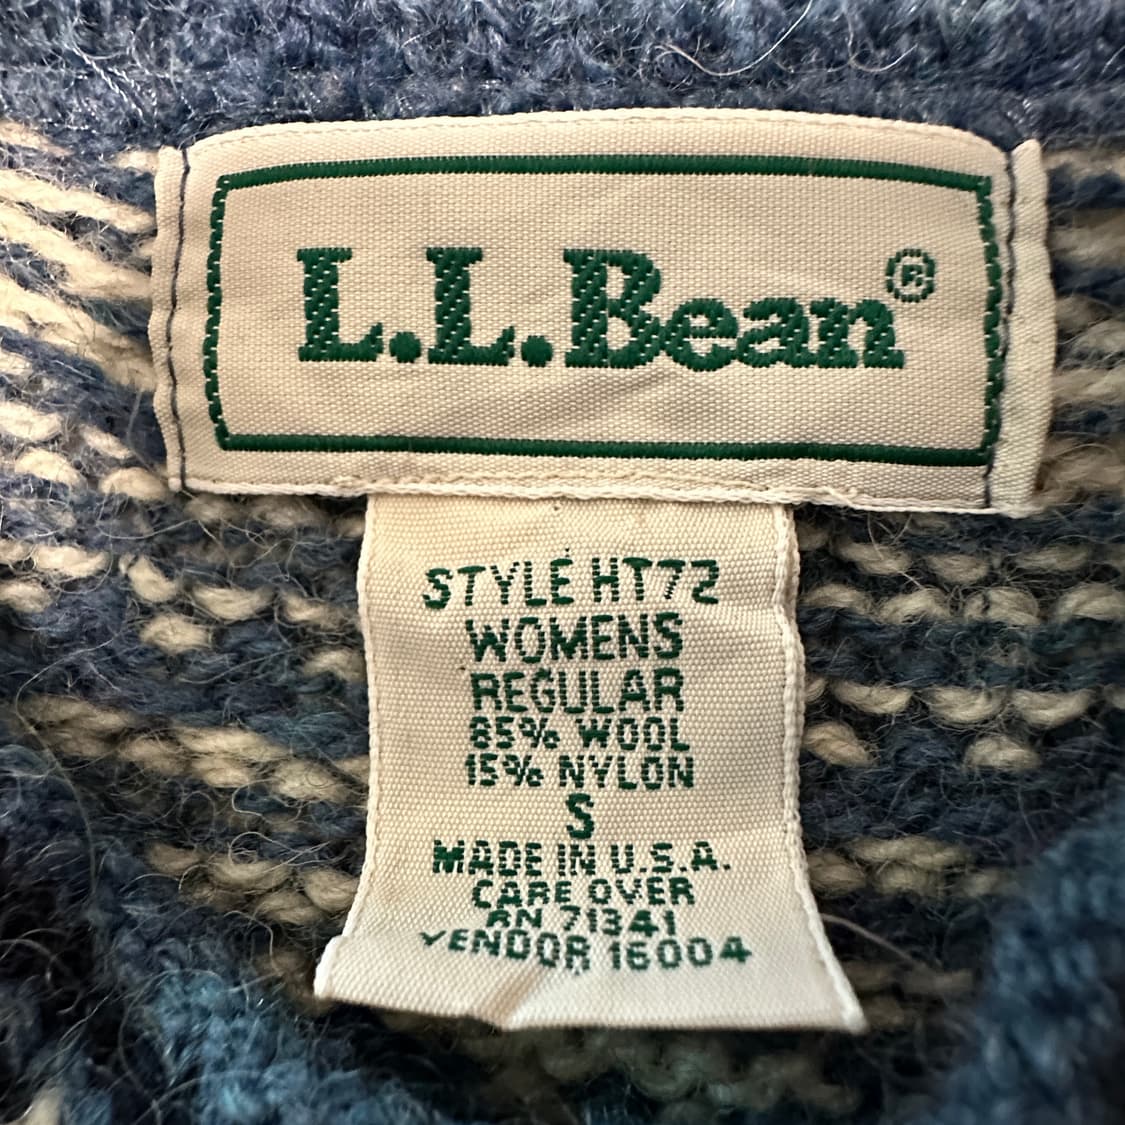 L.L.Bean®
STYLE HT72
WOMENS
REGULAR
85% WOOL
15% NYLON
S
MADE IN U.S.A.
CARE OVER
RN 71341
VENDOR 16004